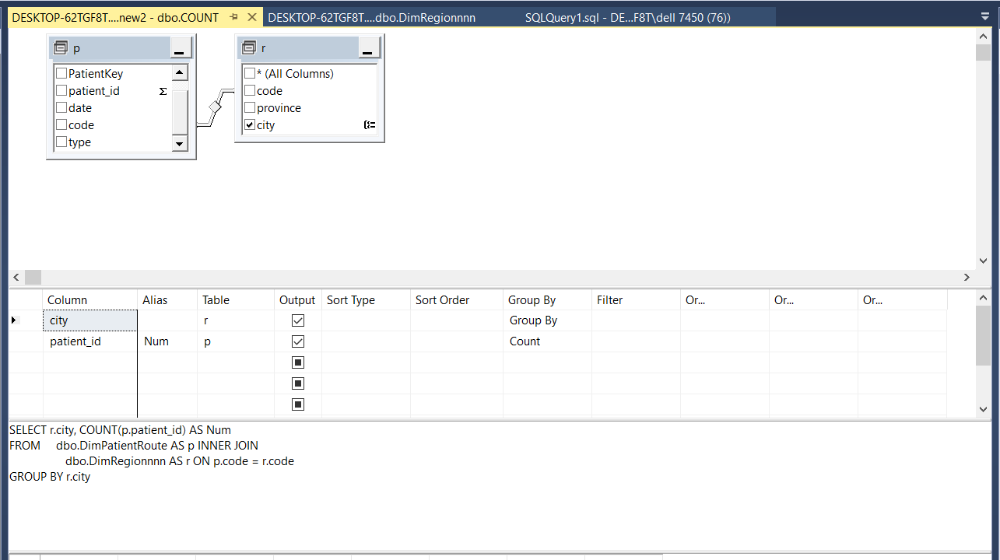 DESKTOP-62TGF8T....new2 - dbo.COUNT DESKTOP-62TGF8T....dbo.DimRegionnnn SQLQuery1.sql - DE...F8T\dell 7450 (76))
p
PatientKey
patient_id
date
code
type
r
* (All Columns)
code
province
city
Column Alias Table Output Sort Type Sort Order Group By Filter Or... Or... Or...
city r Group By
patient_id Num p Count
SELECT r.city, COUNT(p.patient_id) AS Num
FROM dbo.DimPatientRoute AS p INNER JOIN
dbo.DimRegionnnn AS r ON p.code = r.code
GROUP BY r.city